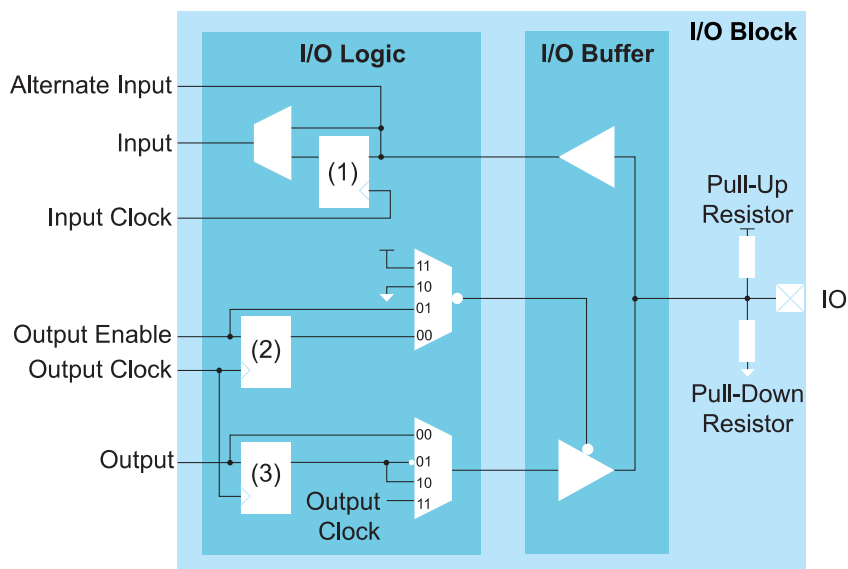 I/O Block
I/O Logic
I/O Buffer
Alternate Input
Input
(1)
Input Clock
Pull-Up
Resistor
11
10
01
00
IO
Output Enable
(2)
Output Clock
Pull-Down
Resistor
00
Output
(3)
01
10
11
Output
Clock